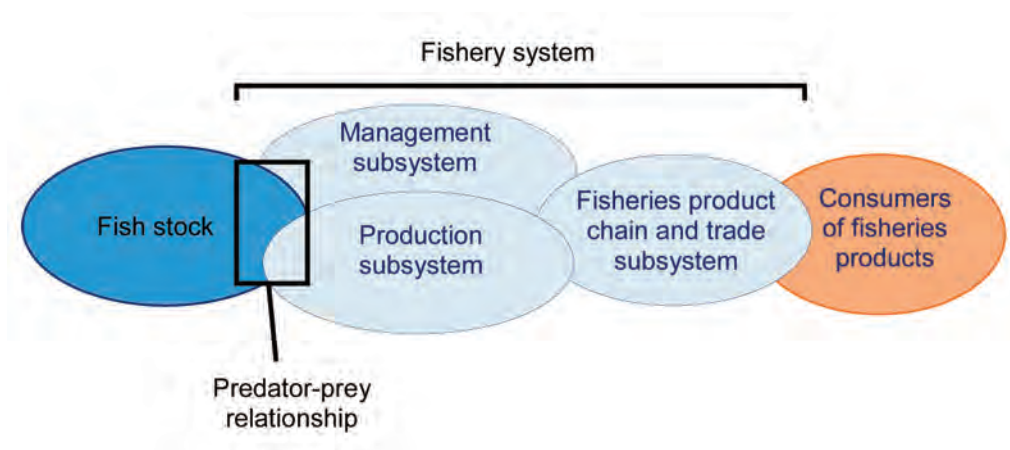 Fishery system
Management
subsystem
Fish stock
Production
subsystem
Fisheries product
chain and trade
subsystem
Consumers
of fisheries
products
Predator-prey
relationship